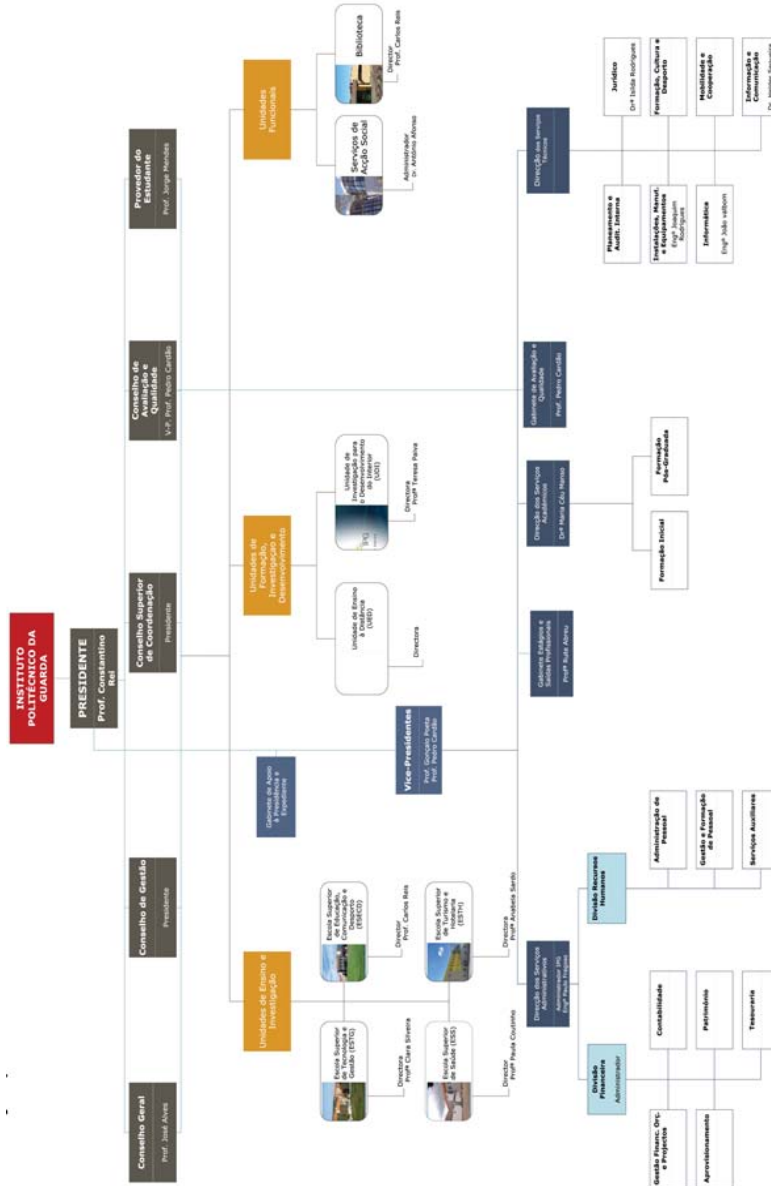 INSTITUTO
POLITÉCNICO DA
GUARDA
PRESIDENTE
Prof. Constantino
Rei
Conselho Geral
Prof. José Alves
Conselho de Gestão
Presidente
Conselho Superior
de Coordenação
Presidente
Conselho de
Avaliação e
Qualidade
V-P. Prof. Pedro Cardão
Provedor do
Estudante
Prof. Jorge Mendes
Gabinete de Apoio
à Presidência e
Expediente
Vice-Presidentes
Prof. Gonçalo Poeta
Prof. Pedro Cardão
Unidades de Ensino e
Investigação
Escola Superior
de Tecnologia e
Gestão (ESTG)
Directora
Profª Clara Silveira
Escola Superior
de Educação,
Comunicação e
Desporto
(ESECD)
Director
Prof. Carlos Reis
Escola Superior
de Saúde (ESS)
Director
Profª Paula Coutinho
Escola Superior
de Turismo e
Hotelaria
(ESTH)
Directora
Profª Anabela Sardo
Unidades de
Formação,
Investigaçao e
Desenvolvimento
Unidade de Ensino
à Distância
(UED)
Directora
Unidade de
Investigação para
o Desenvolvimento
do Interior
(UDI)
Directora
Profª Teresa Paiva
Unidades
Funcionais
Serviços de
Acção Social
Administrador
Dr. António Afonso
Biblioteca
Director
Prof. Carlos Reis
Direcção dos Serviços
Administrativos
Administrador IPG
Divisão
Financeira
Administrador
Gestão Financ. Orç.
e Projectos
Contabilidade
Aprovisionamento
Património
Tesouraria
Divisão Recursos
Humanos
Administração de
Pessoal
Gestão e Formação
de Pessoal
Serviços Auxiliares
Gabinete Estágios e
Saídas Profissionais
Profª Rute Abreu
Direcção dos Serviços
Académicos
Drª Maria Céu Manso
Formação Inicial
Formação
Pós-Graduada
Gabinete de Avaliação e
Qualidade
Prof. Pedro Cardão
Direcção dos Serviços
Técnicos
Planeamento e
Audit. Interna
Jurídico
Drª Isilda Rodrigues
Instalações, Manut.
e Equipamentos
Engº Joaquim
Rodrigues
Formação, Cultura e
Desporto
Informática
Engº João valbom
Mobilidade e
Cooperação
Informação e
Comunicação